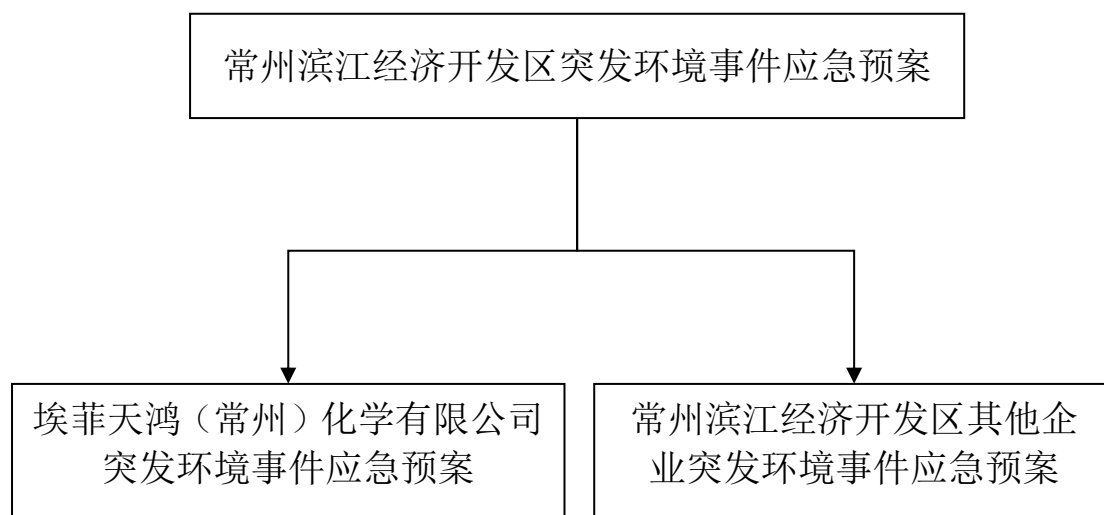 常州滨江经济开发区突发环境事件应急预案
埃菲天鸿（常州）化学有限公司
突发环境事件应急预案
常州滨江经济开发区其他企
业突发环境事件应急预案